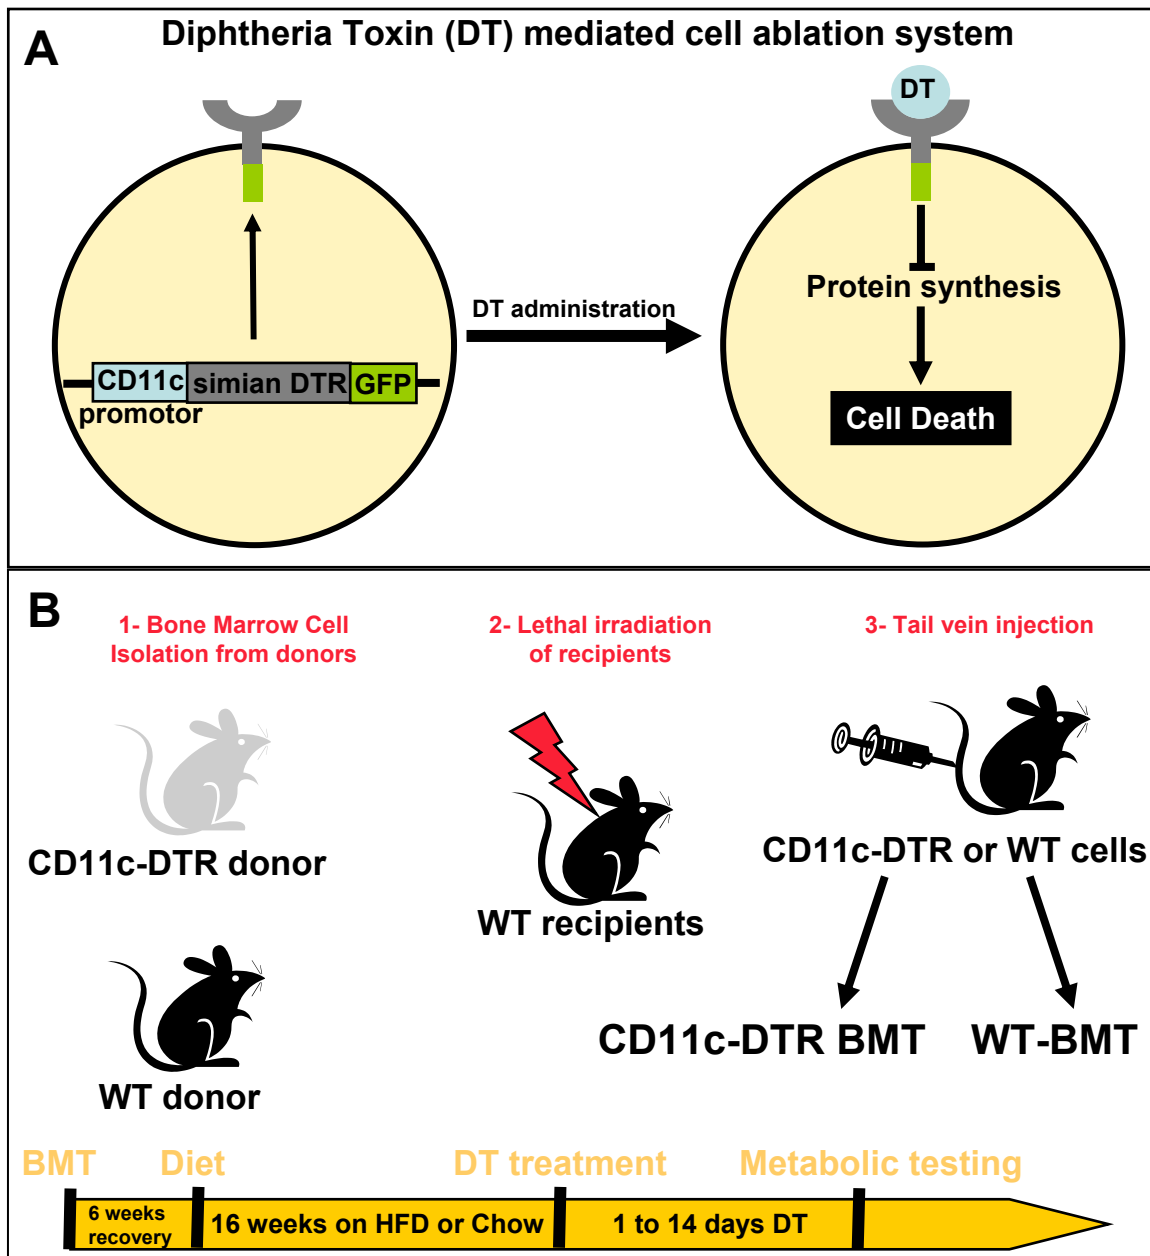 A
Diphtheria Toxin (DT) mediated cell ablation system
DT
DT administration
CD11c simian DTR GFP
promotor
Protein synthesis
Cell Death
B
1- Bone Marrow Cell
Isolation from donors
2- Lethal irradiation
of recipients
3- Tail vein injection
CD11c-DTR donor
WT recipients
CD11c-DTR or WT cells
WT donor
CD11c-DTR BMT
WT-BMT
BMT
Diet
DT treatment
Metabolic testing
6 weeks
recovery
16 weeks on HFD or Chow
1 to 14 days DT